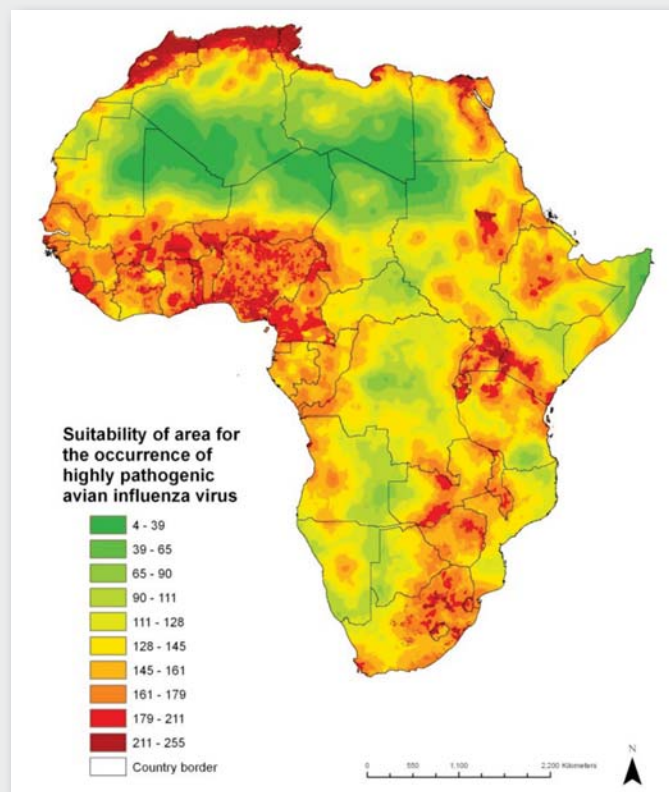 Suitability of area for
the occurrence of
highly pathogenic
avian influenza virus
4 - 39
39 - 65
65 - 90
90 - 111
111 - 128
128 - 145
145 - 161
161 - 179
179 - 211
211 - 255
Country border
0 550 1,100 2,200 Kilometers
N